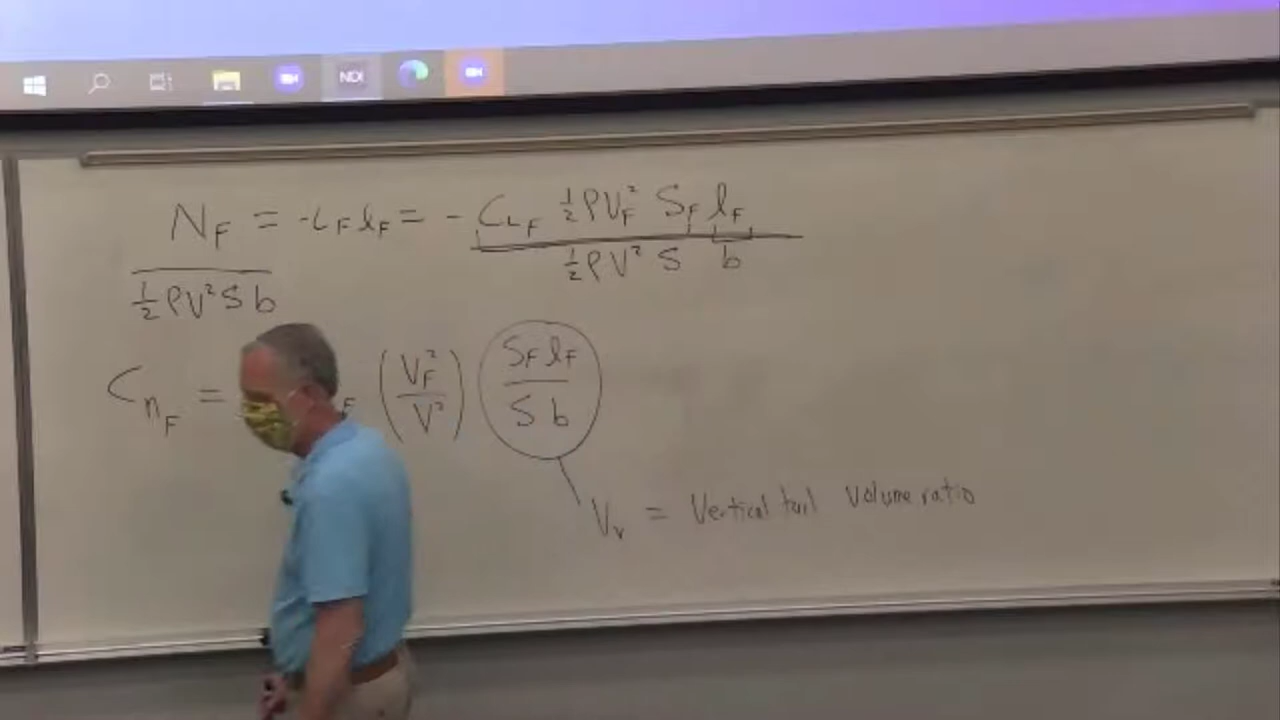 NDI
N_F = -L_F l_F = - C_{L_F} ½ρV_F² S_F l_F
½ρV²Sb ½ρV² S b
C_{n_F} = F (V_F²/V²) (S_F l_F / S b)
V_v = Vertical tail Volume ratio